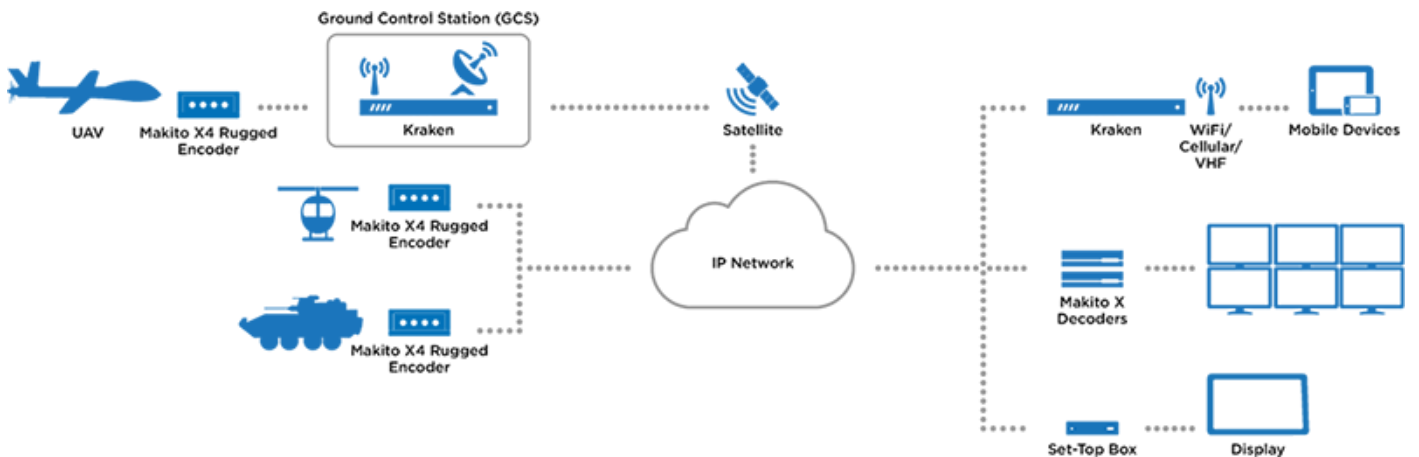 Ground Control Station (GCS)
UAV
Makito X4 Rugged
Encoder
Kraken
Satellite
Kraken
WiFi/
Cellular/
VHF
Mobile Devices
Makito X4 Rugged
Encoder
IP Network
Makito X
Decoders
Makito X4 Rugged
Encoder
Set-Top Box
Display